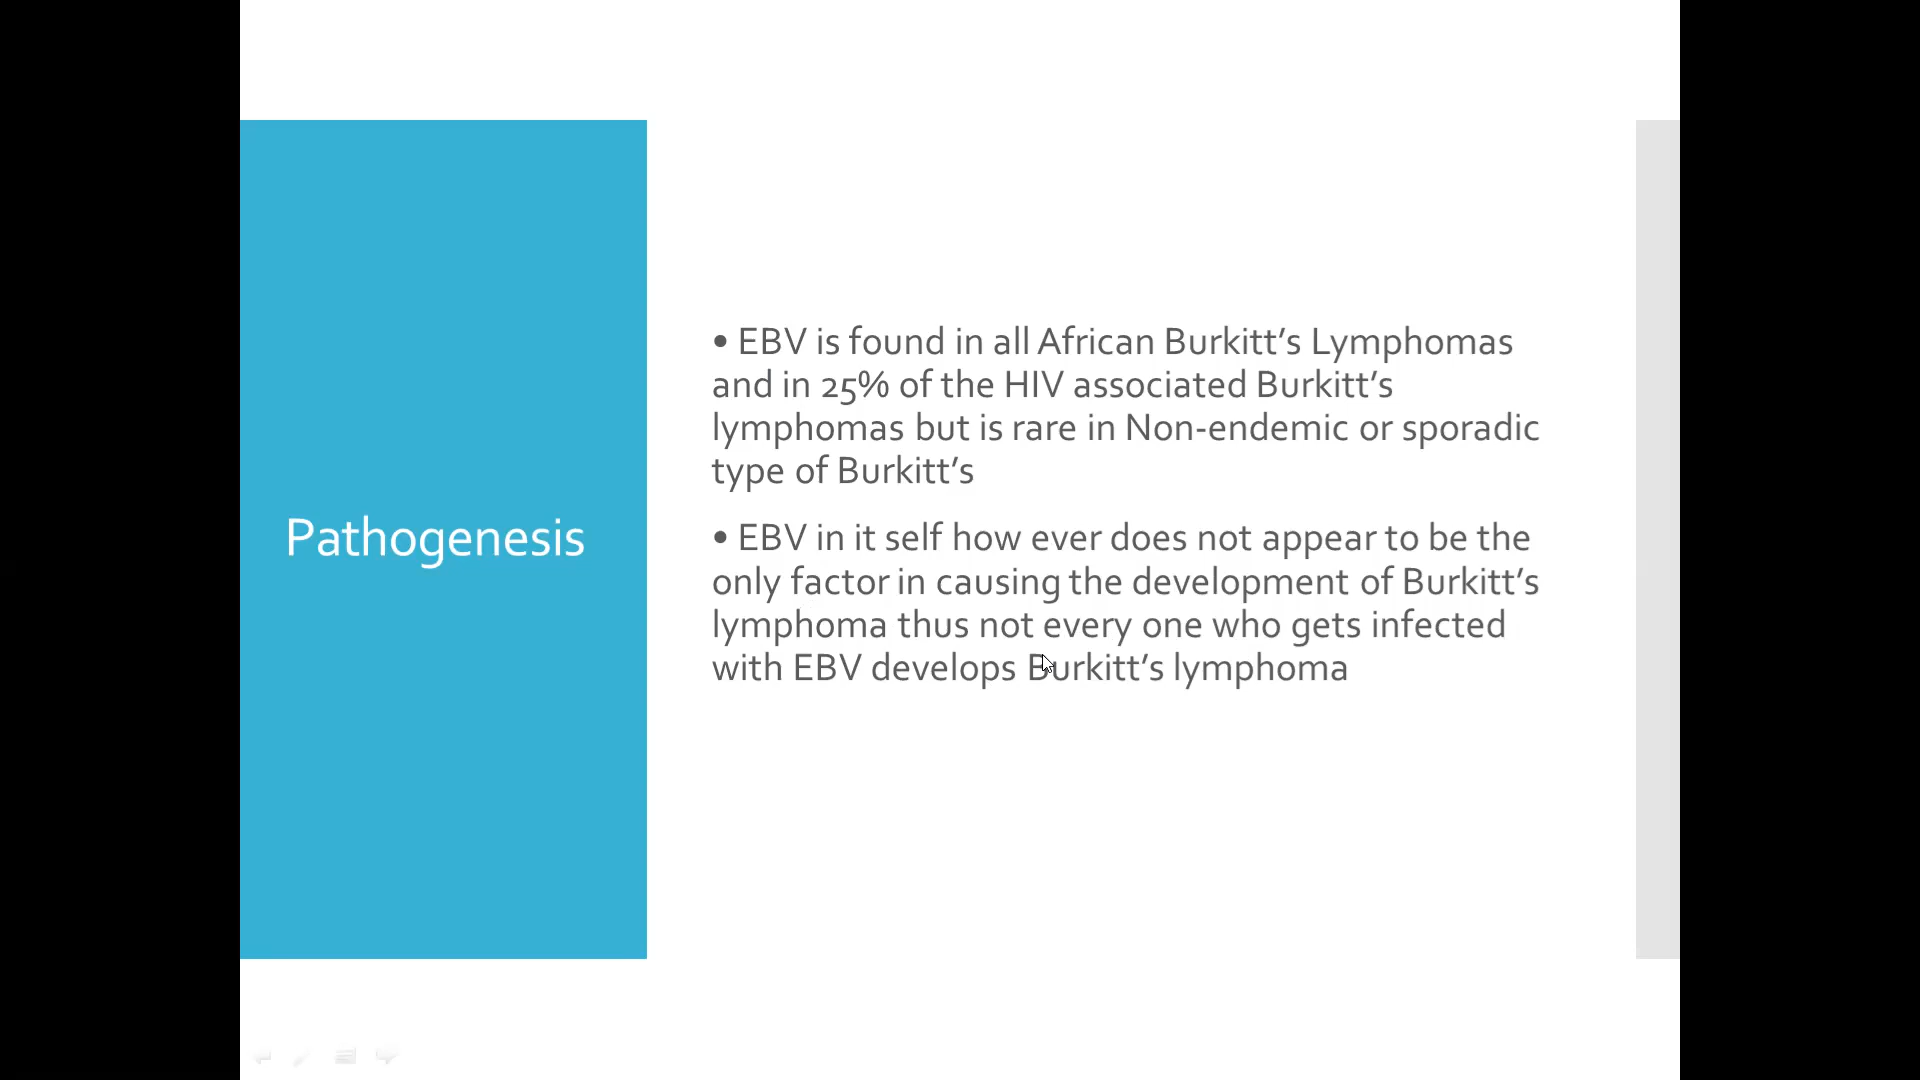 Pathogenesis
• EBV is found in all African Burkitt’s Lymphomas
and in 25% of the HIV associated Burkitt’s
lymphomas but is rare in Non-endemic or sporadic
type of Burkitt’s
• EBV in it self how ever does not appear to be the
only factor in causing the development of Burkitt’s
lymphoma thus not every one who gets infected
with EBV develops Burkitt’s lymphoma